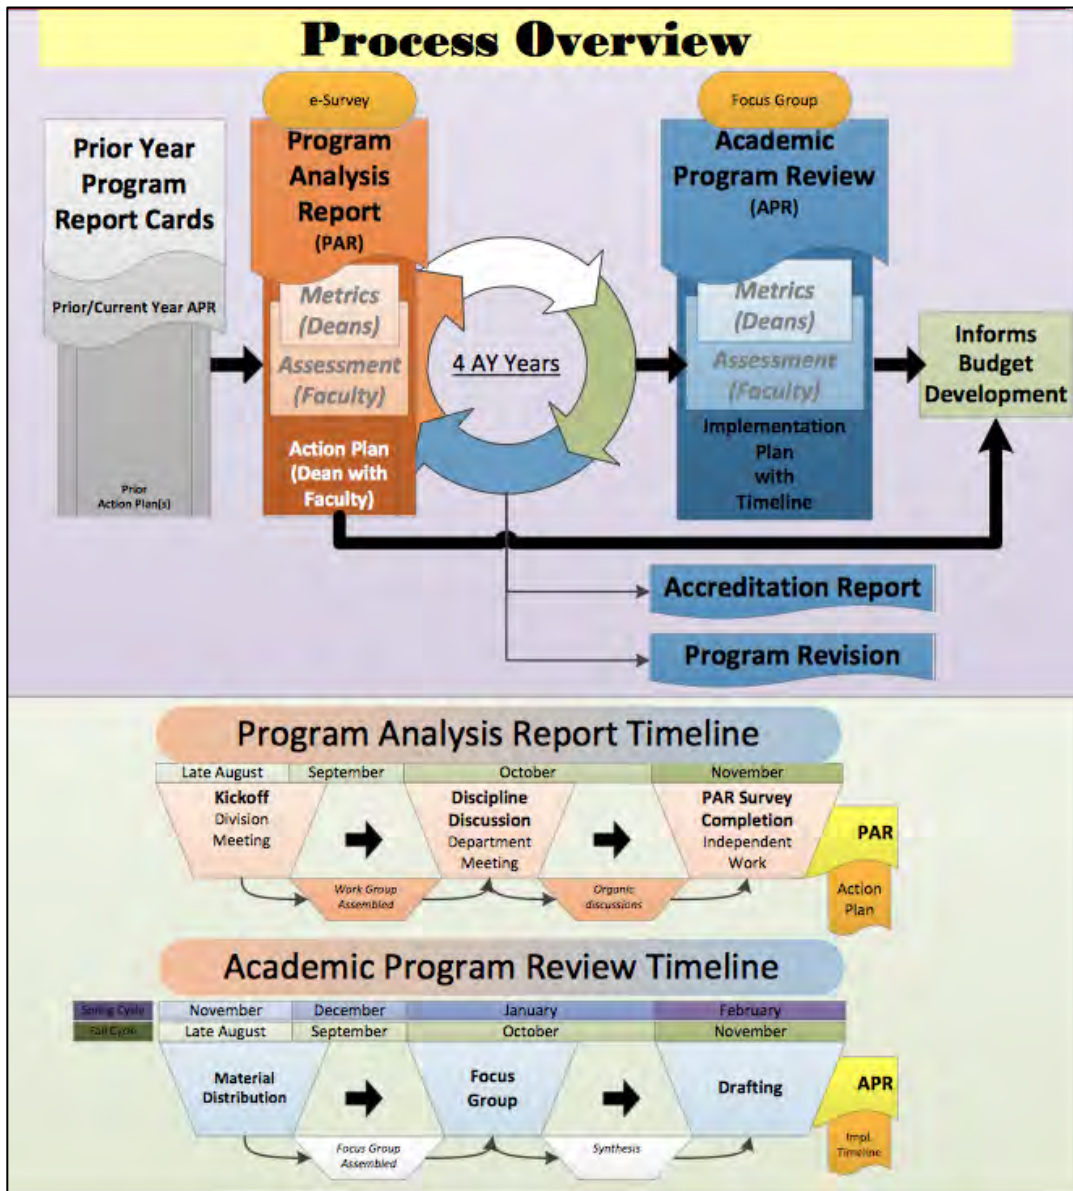 Process Overview
e-Survey
Focus Group
Prior Year
Program
Report Cards
Prior/Current Year APR
Prior
Action Plan(s)
Program
Analysis
Report
(PAR)
Metrics
(Deans)
Assessment
(Faculty)
Action Plan
(Dean with
Faculty)
4 AY Years
Academic
Program Review
(APR)
Metrics
(Deans)
Assessment
(Faculty)
Implementation
Plan
with
Timeline
Informs
Budget
Development
Accreditation Report
Program Revision
Program Analysis Report Timeline
Late August September October November
Kickoff
Division
Meeting
Discipline
Discussion
Department
Meeting
PAR Survey
Completion
Independent
Work
PAR
Action
Plan
Work Group
Assembled
Organic
discussions
Academic Program Review Timeline
Spring Cycle November December January February
Fall Cycle Late August September October November
Material
Distribution
Focus
Group
Drafting
APR
Impl.
Timeline
Focus Group
Assembled
Synthesis